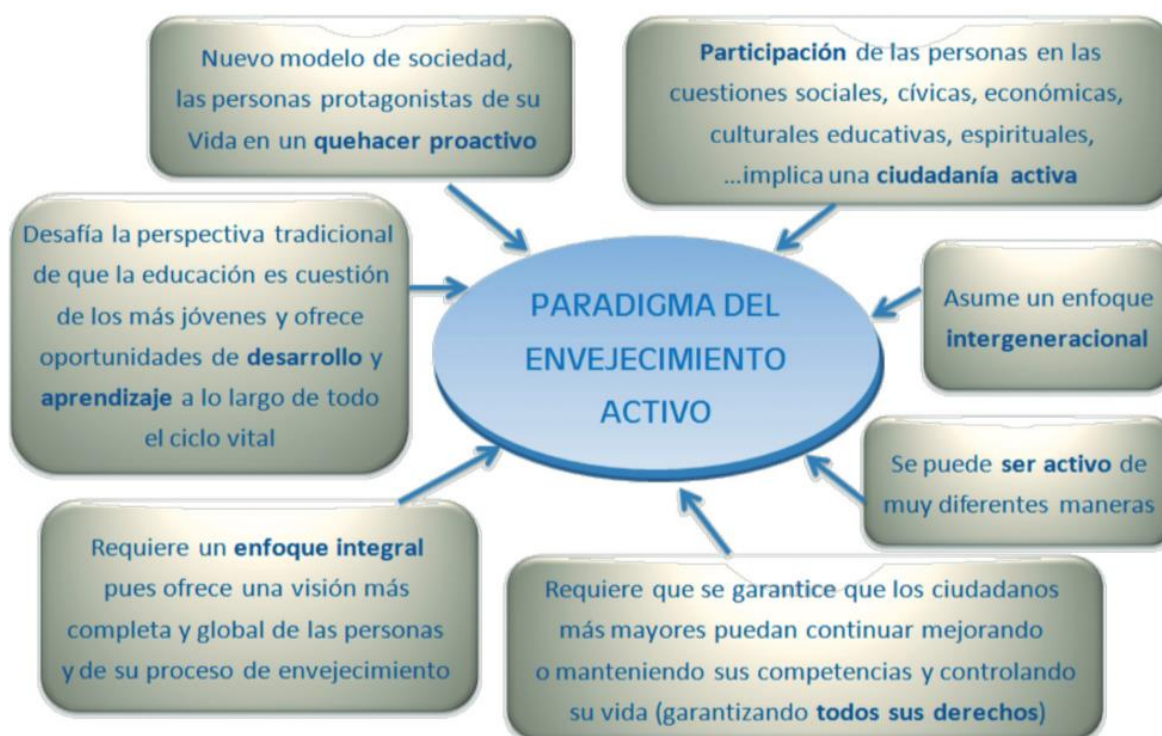 Nuevo modelo de sociedad,
las personas protagonistas de su
Vida en un quehacer proactivo
Participación de las personas en las
cuestiones sociales, cívicas, económicas,
culturales educativas, espirituales,
...implica una ciudadanía activa
Desafía la perspectiva tradicional
de que la educación es cuestión
de los más jóvenes y ofrece
oportunidades de desarrollo y
aprendizaje a lo largo de todo
el ciclo vital
PARADIGMA DEL
ENVEJECIMIENTO
ACTIVO
Asume un enfoque
intergeneracional
Se puede ser activo de
muy diferentes maneras
Requiere un enfoque integral
pues ofrece una visión más
completa y global de las personas
y de su proceso de envejecimiento
Requiere que se garantice que los ciudadanos
más mayores puedan continuar mejorando
o manteniendo sus competencias y controlando
su vida (garantizando todos sus derechos)